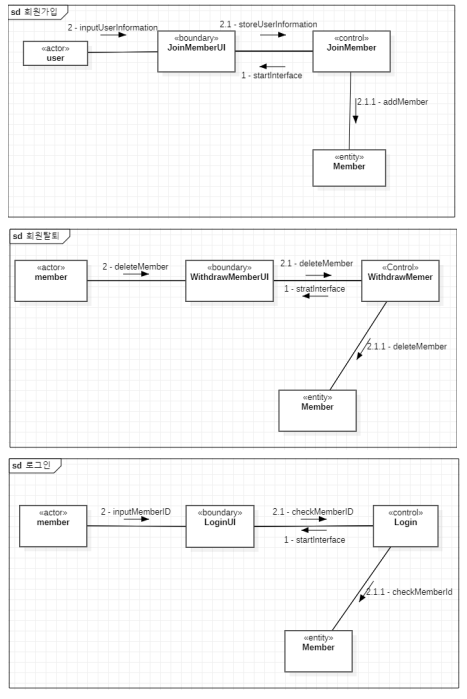 sd 회원가입
2 - inputUserInformation
2.1 - storeUserInformation
«actor»
user
«boundary»
JoinMemberUI
«control»
JoinMember
1 - startInterface
2.1.1 - addMember
«entity»
Member
sd 회원탈퇴
«actor»
member
2 - deleteMember
«boundary»
WithdrawMemberUI
2.1 - deleteMember
1 - stratInterface
«Control»
WithdrawMemer
2.1.1 - deleteMember
«entity»
Member
sd 로그인
«actor»
member
2 - inputMemberID
«boundary»
LoginUI
2.1 - checkMemberID
1 - startInterface
«control»
Login
2.1.1 - checkMemberId
«entity»
Member